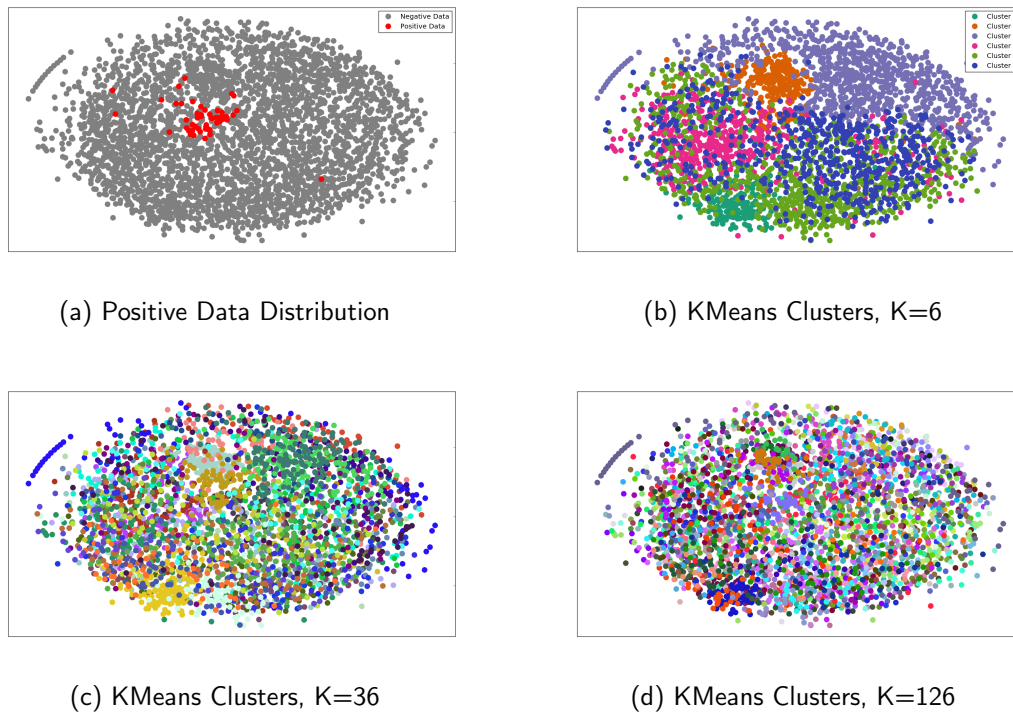 Negative Data
Positive Data
Cluster
Cluster
Cluster
Cluster
Cluster
Cluster
(a) Positive Data Distribution
(b) KMeans Clusters, K=6
(c) KMeans Clusters, K=36
(d) KMeans Clusters, K=126